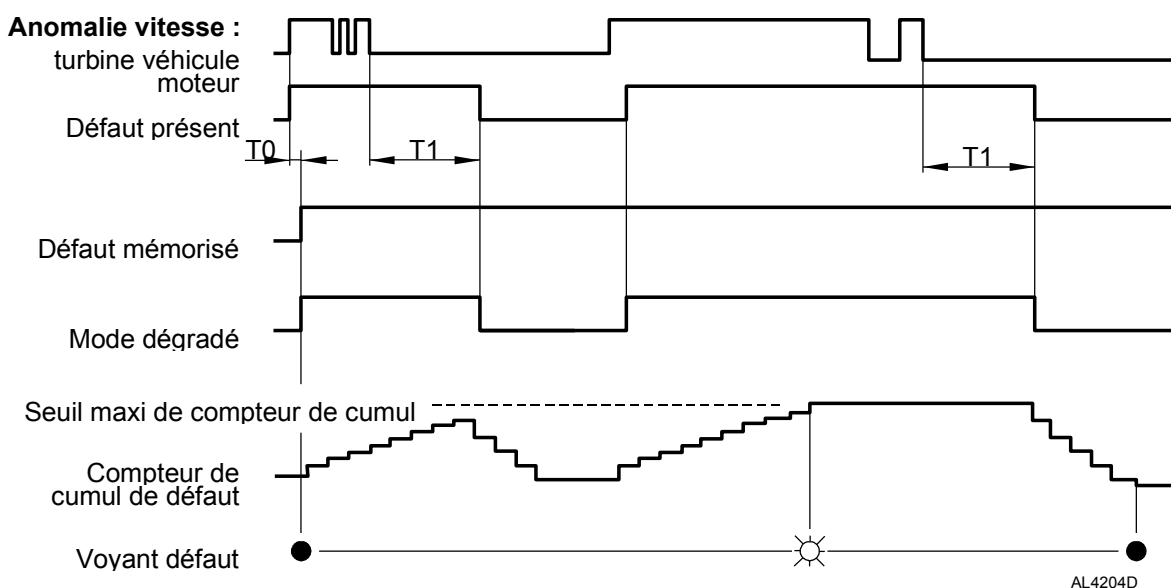 Anomalie vitesse :
turbine véhicule
moteur
Défaut présent
T0
T1
T1
Défaut mémorisé
Mode dégradé
Seuil maxi de compteur de cumul
Compteur de
cumul de défaut
Voyant défaut
AL4204D